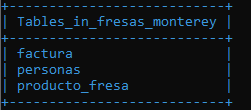 +---------------------------+
| Tables_in_fresas_monterey |
+---------------------------+
| factura                   |
| personas                  |
| producto_fresa            |
+---------------------------+